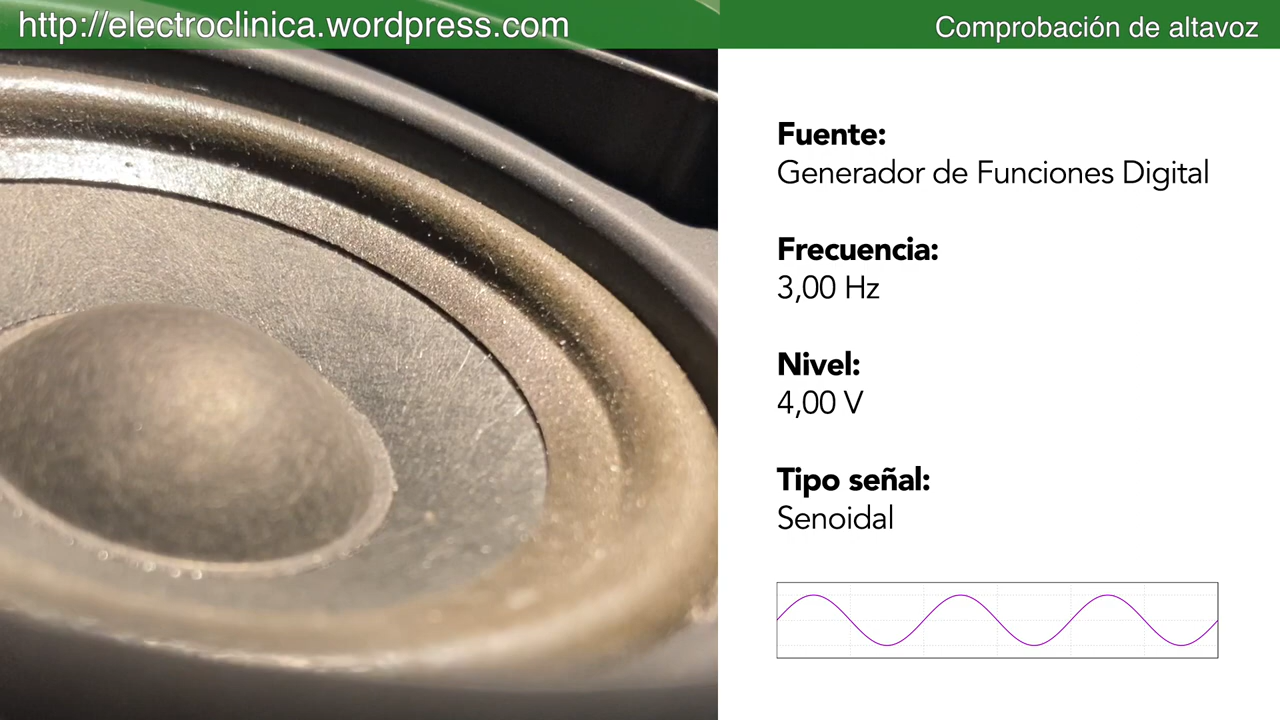 http://electroclinica.wordpress.com
Comprobación de altavoz
Fuente:
Generador de Funciones Digital
Frecuencia:
3,00 Hz
Nivel:
4,00 V
Tipo señal:
Senoidal